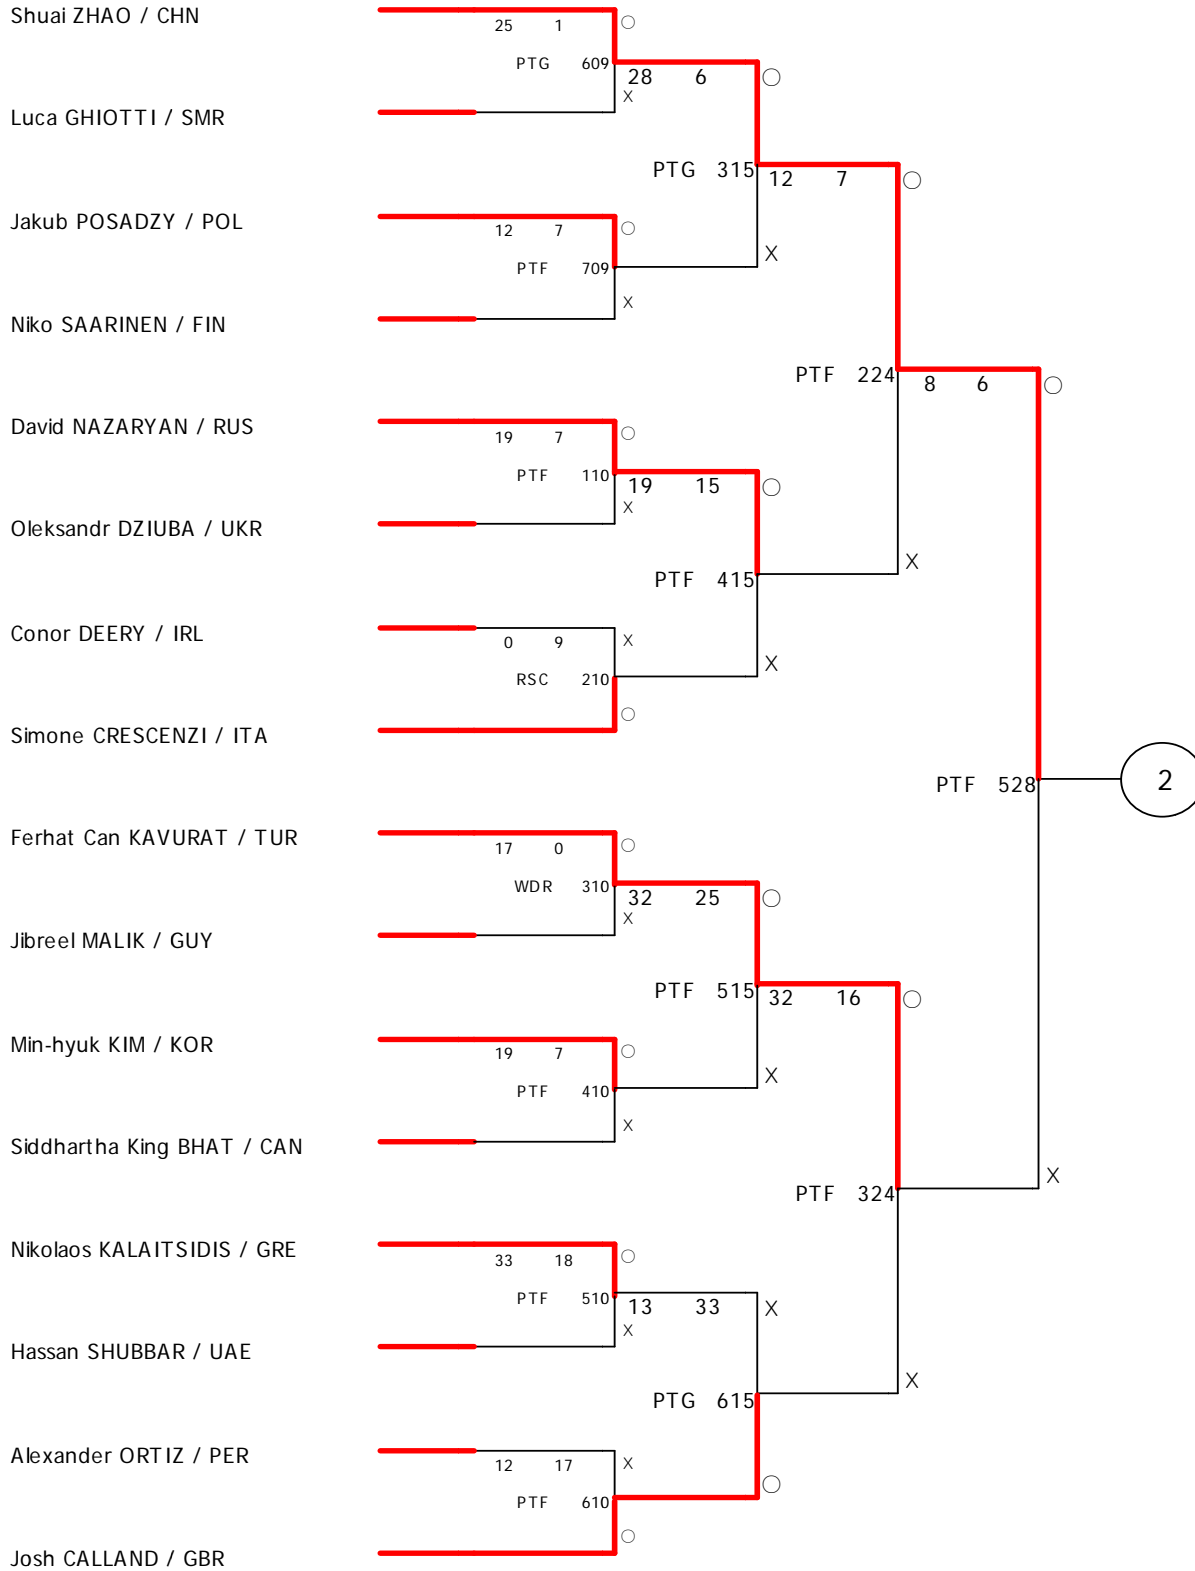 Shuai ZHAO / CHN
25 1
PTG 609
28 6
X
Luca GHIOTTI / SMR
PTG 315
12 7
Jakub POSADZY / POL
12 7
PTF 709
X
X
Niko SAARINEN / FIN
PTF 224
8 6
David NAZARYAN / RUS
19 7
PTF 110
19 15
X
Oleksandr DZIUBA / UKR
X
PTF 415
Conor DEERY / IRL
0 9
X
X
RSC 210
Simone CRESCENZI / ITA
PTF 528
2
Ferhat Can KAVURAT / TUR
17 0
WDR 310
32 25
X
Jibreel MALIK / GUY
PTF 515
32 16
Min-hyuk KIM / KOR
19 7
X
PTF 410
X
Siddhartha King BHAT / CAN
X
PTF 324
Nikolaos KALAITSIDIS / GRE
33 18
PTF 510
13 33
X
X
Hassan SHUBBAR / UAE
X
PTG 615
Alexander ORTIZ / PER
12 17
X
PTF 610
Josh CALLAND / GBR